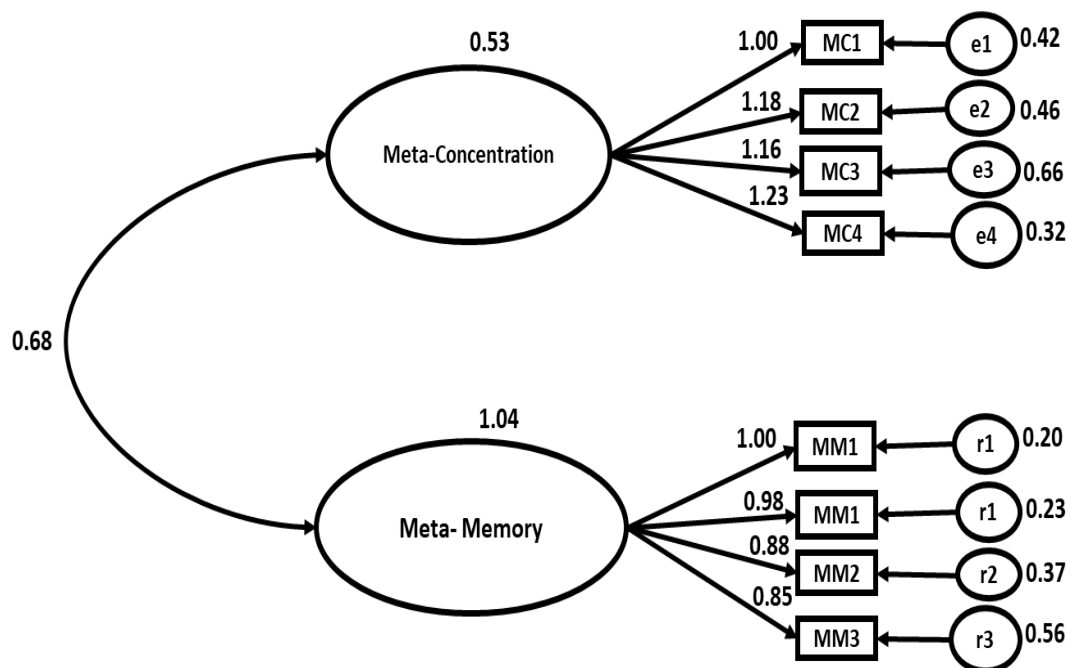 0.53
1.00
MC1
e1
0.42
1.18
MC2
e2
0.46
Meta-Concentration
1.16
MC3
e3
0.66
1.23
MC4
e4
0.32
0.68
1.04
1.00
MM1
r1
0.20
0.98
MM1
r1
0.23
Meta- Memory
0.88
MM2
r2
0.37
0.85
MM3
r3
0.56